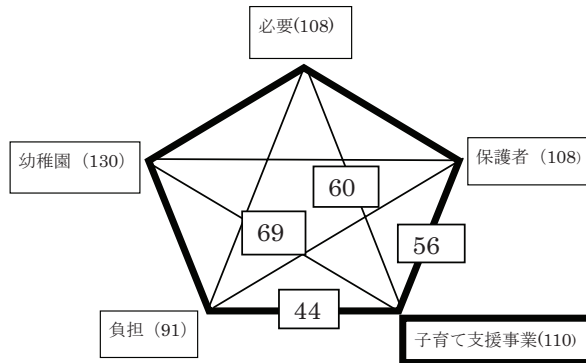 必要(108)
幼稚園（130）
保護者（108）
60
69
56
44
負担（91）
子育て支援事業(110)